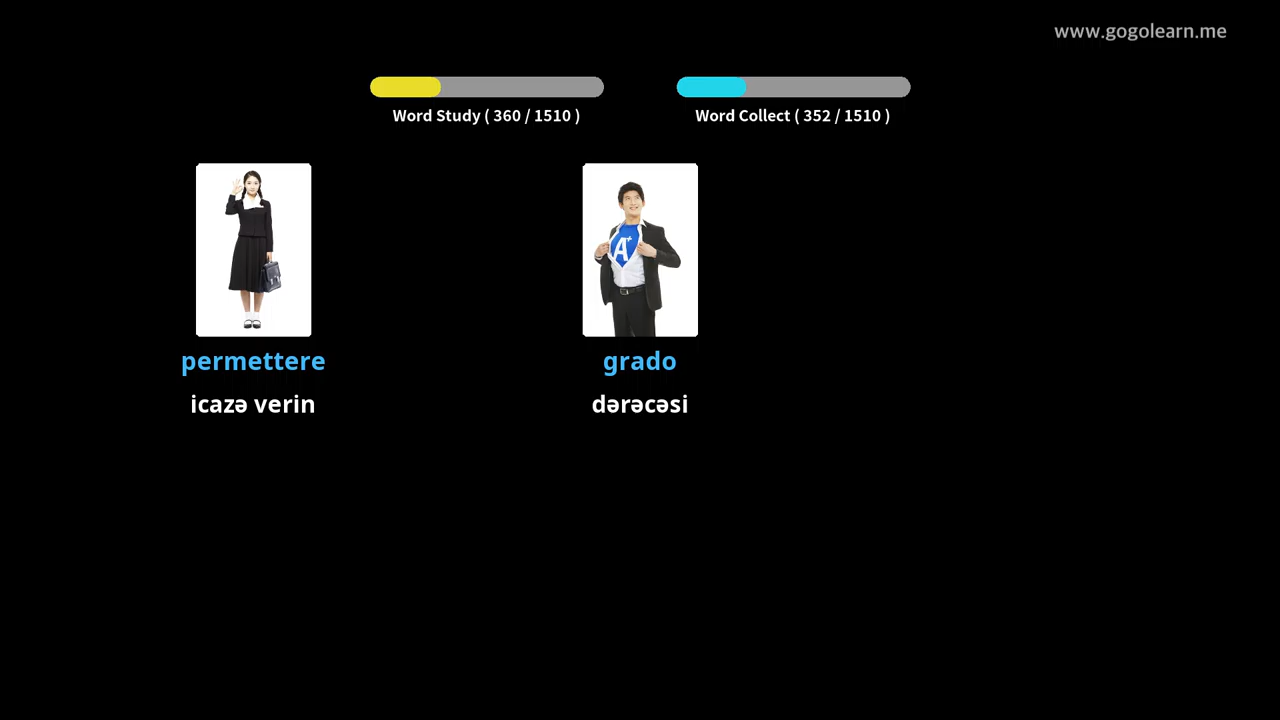 www.gogolearn.me
Word Study ( 360 / 1510 )
Word Collect ( 352 / 1510 )
A+
permettere
grado
icazə verin
dərəcəsi